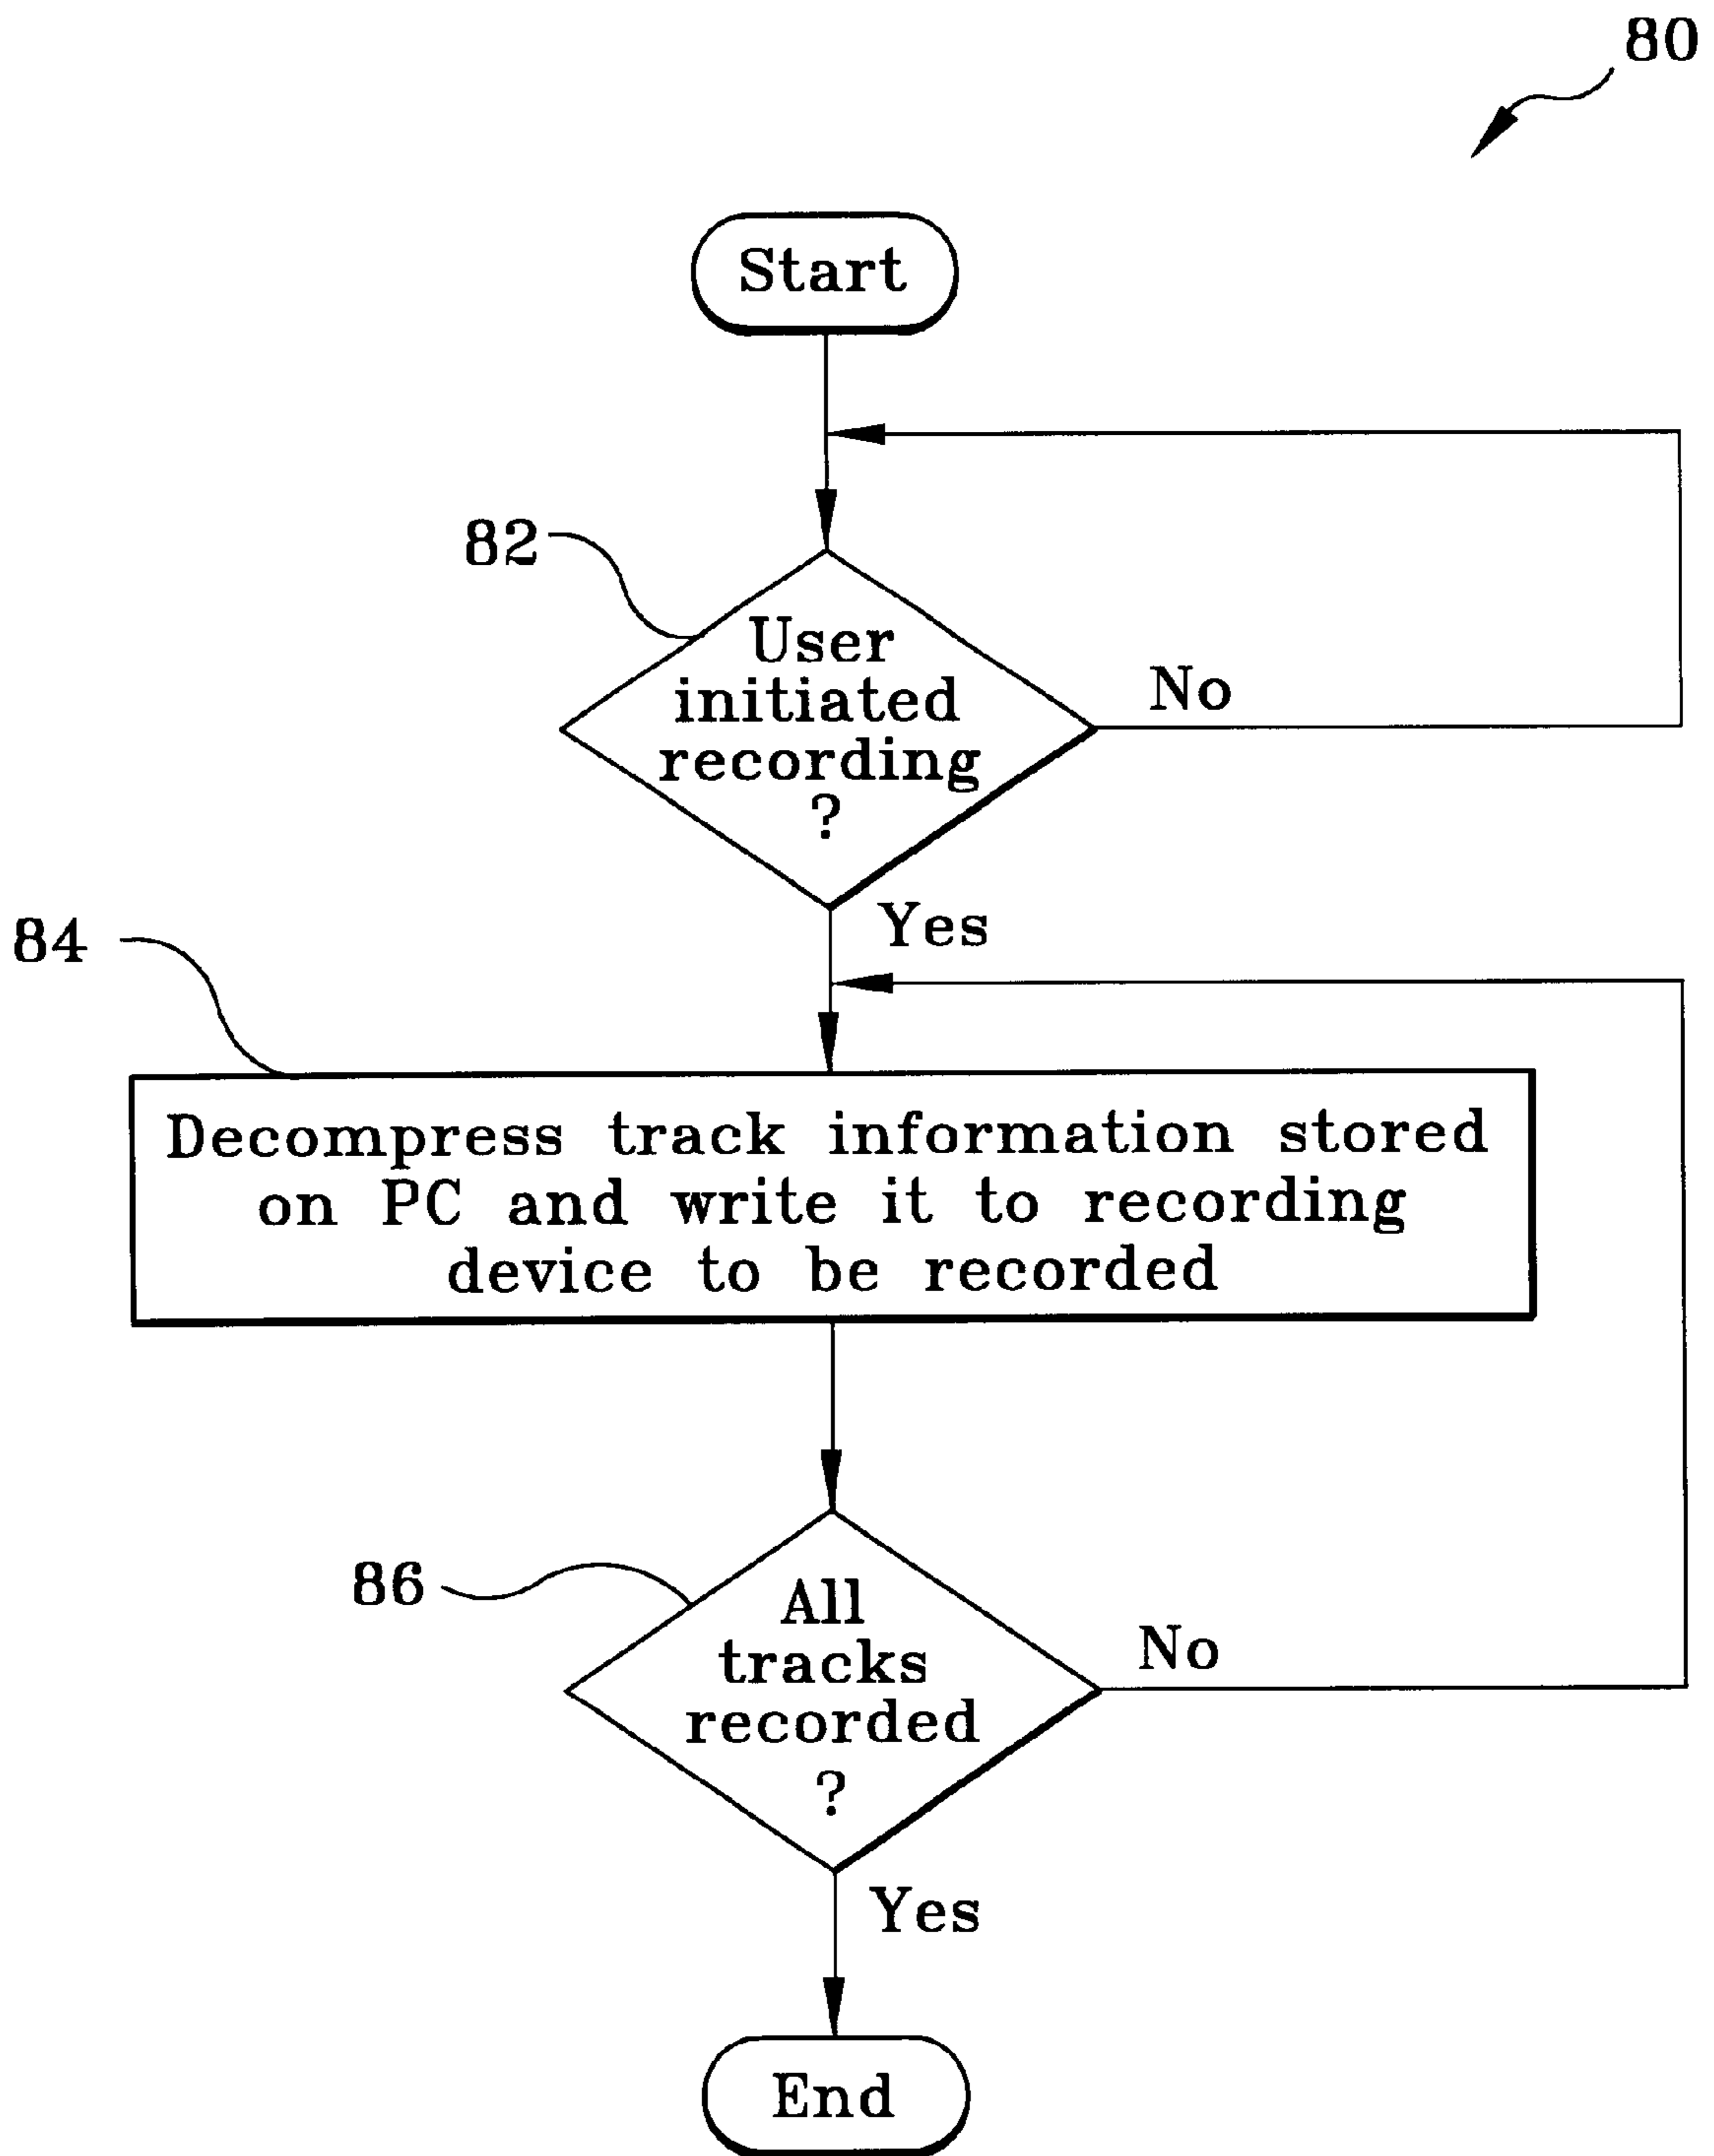 80
Start
82
User
initiated
recording
?
No
Yes
84
Decompress track information stored
on PC and write it to recording
device to be recorded
86
All
tracks
recorded
?
No
Yes
End